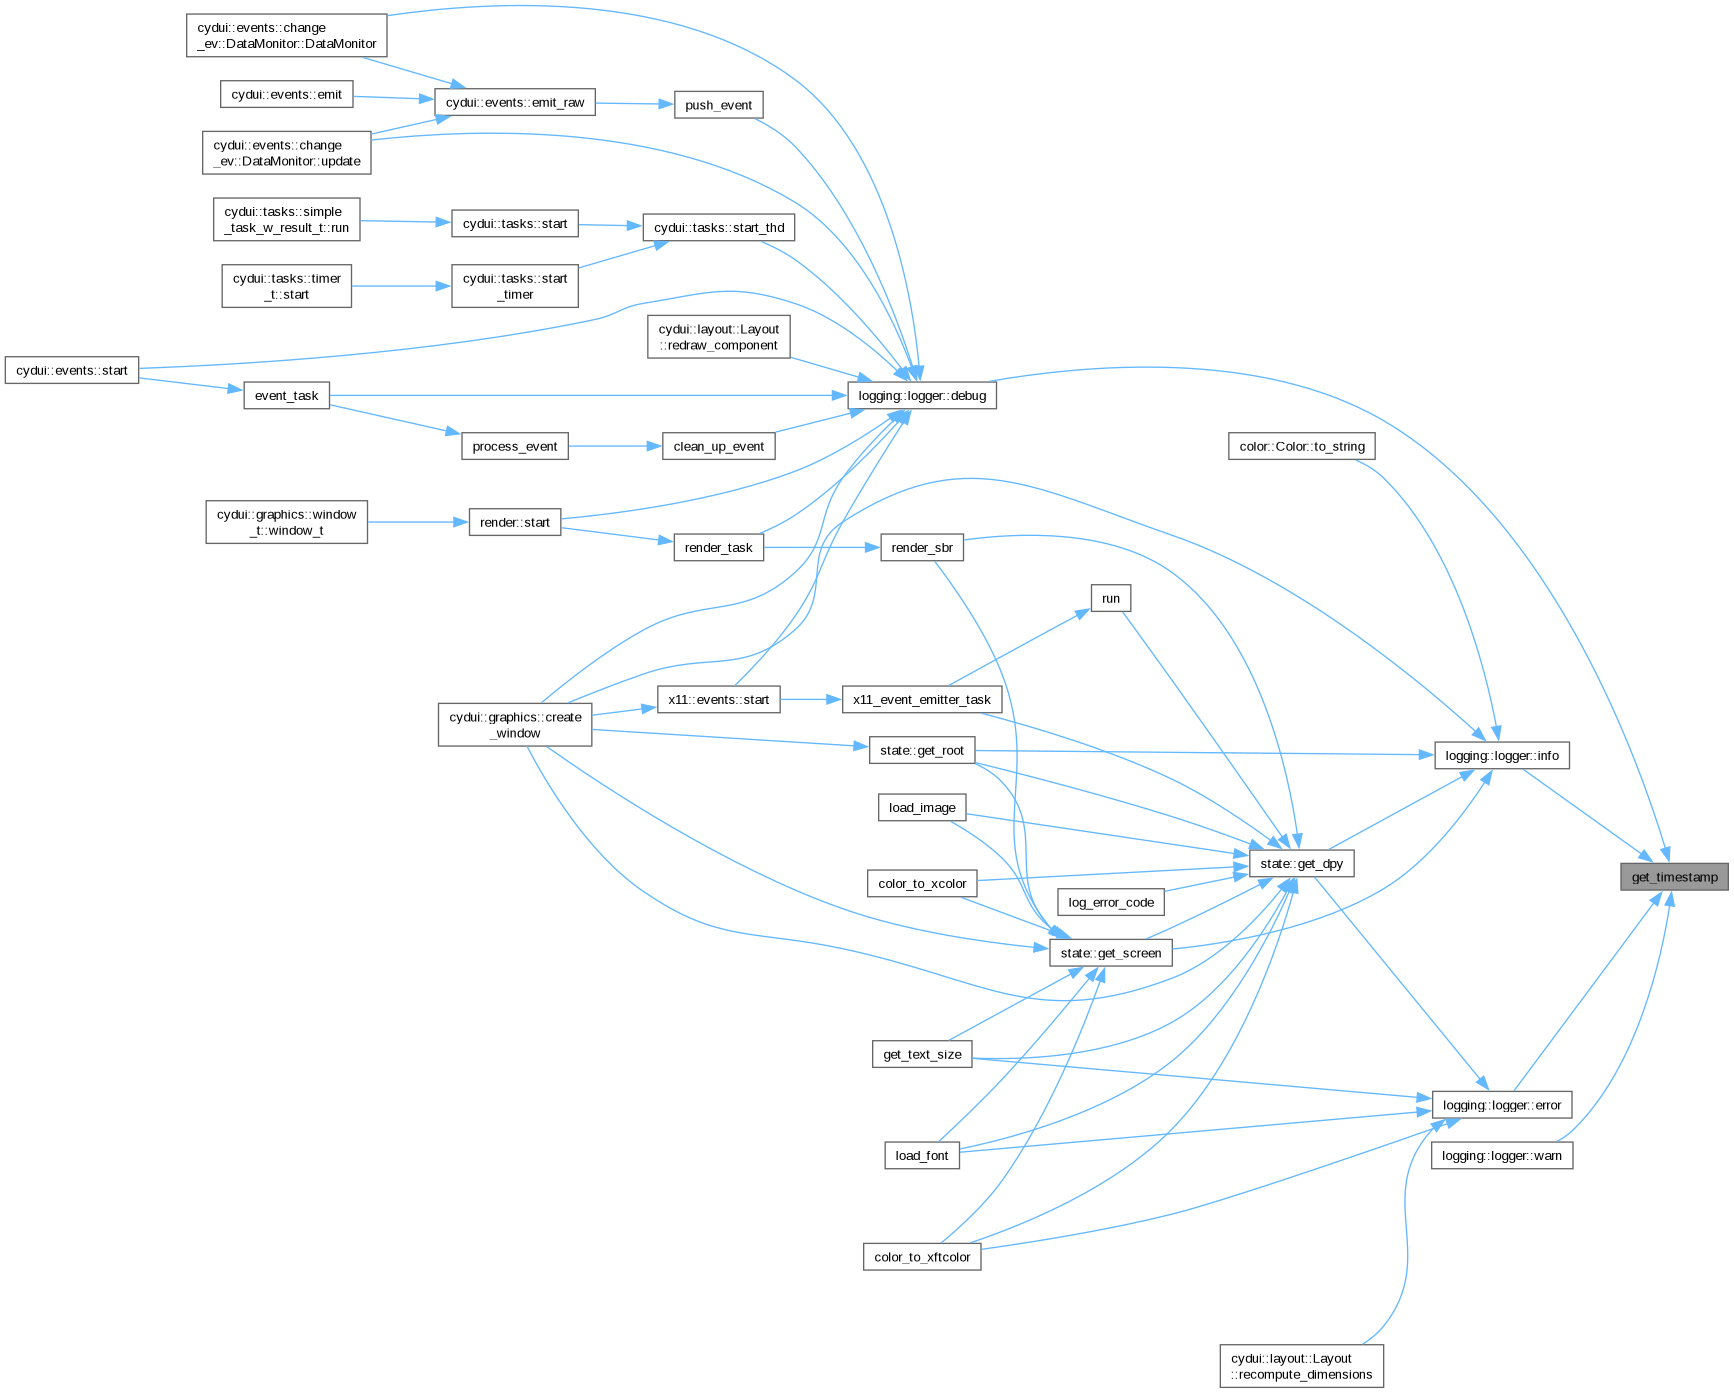 cydui::events::change
_ev::DataMonitor::DataMonitor
cydui::events::emit
cydui::events::emit_raw
push_event
cydui::events::change
_ev::DataMonitor::update
cydui::tasks::simple
_task_w_result_t::run
cydui::tasks::start
cydui::tasks::start_thd
cydui::tasks::timer
_t::start
cydui::tasks::start
_timer
cydui::layout::Layout
::redraw_component
cydui::events::start
event_task
logging::logger::debug
process_event
clean_up_event
color::Color::to_string
cydui::graphics::window
_t::window_t
render::start
render_task
render_sbr
run
cydui::graphics::create
_window
x11::events::start
x11_event_emitter_task
state::get_root
logging::logger::info
load_image
state::get_dpy
get_timestamp
color_to_xcolor
log_error_code
state::get_screen
get_text_size
logging::logger::error
load_font
logging::logger::warn
color_to_xftcolor
cydui::layout::Layout
::recompute_dimensions